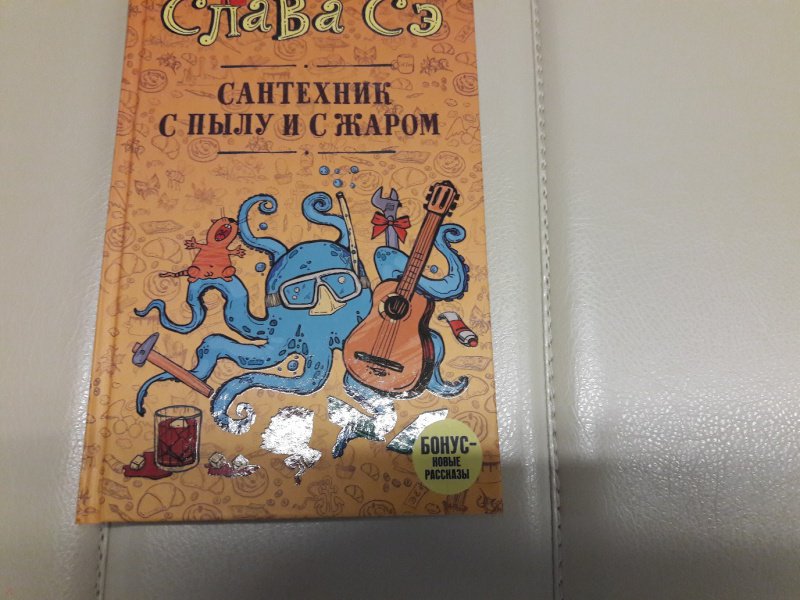 СЛАВА СЭ
САНТЕХНИК
С ПЫЛУ И С ЖАРОМ
БОНУС-
НОВЫЕ
РАССКАЗЫ